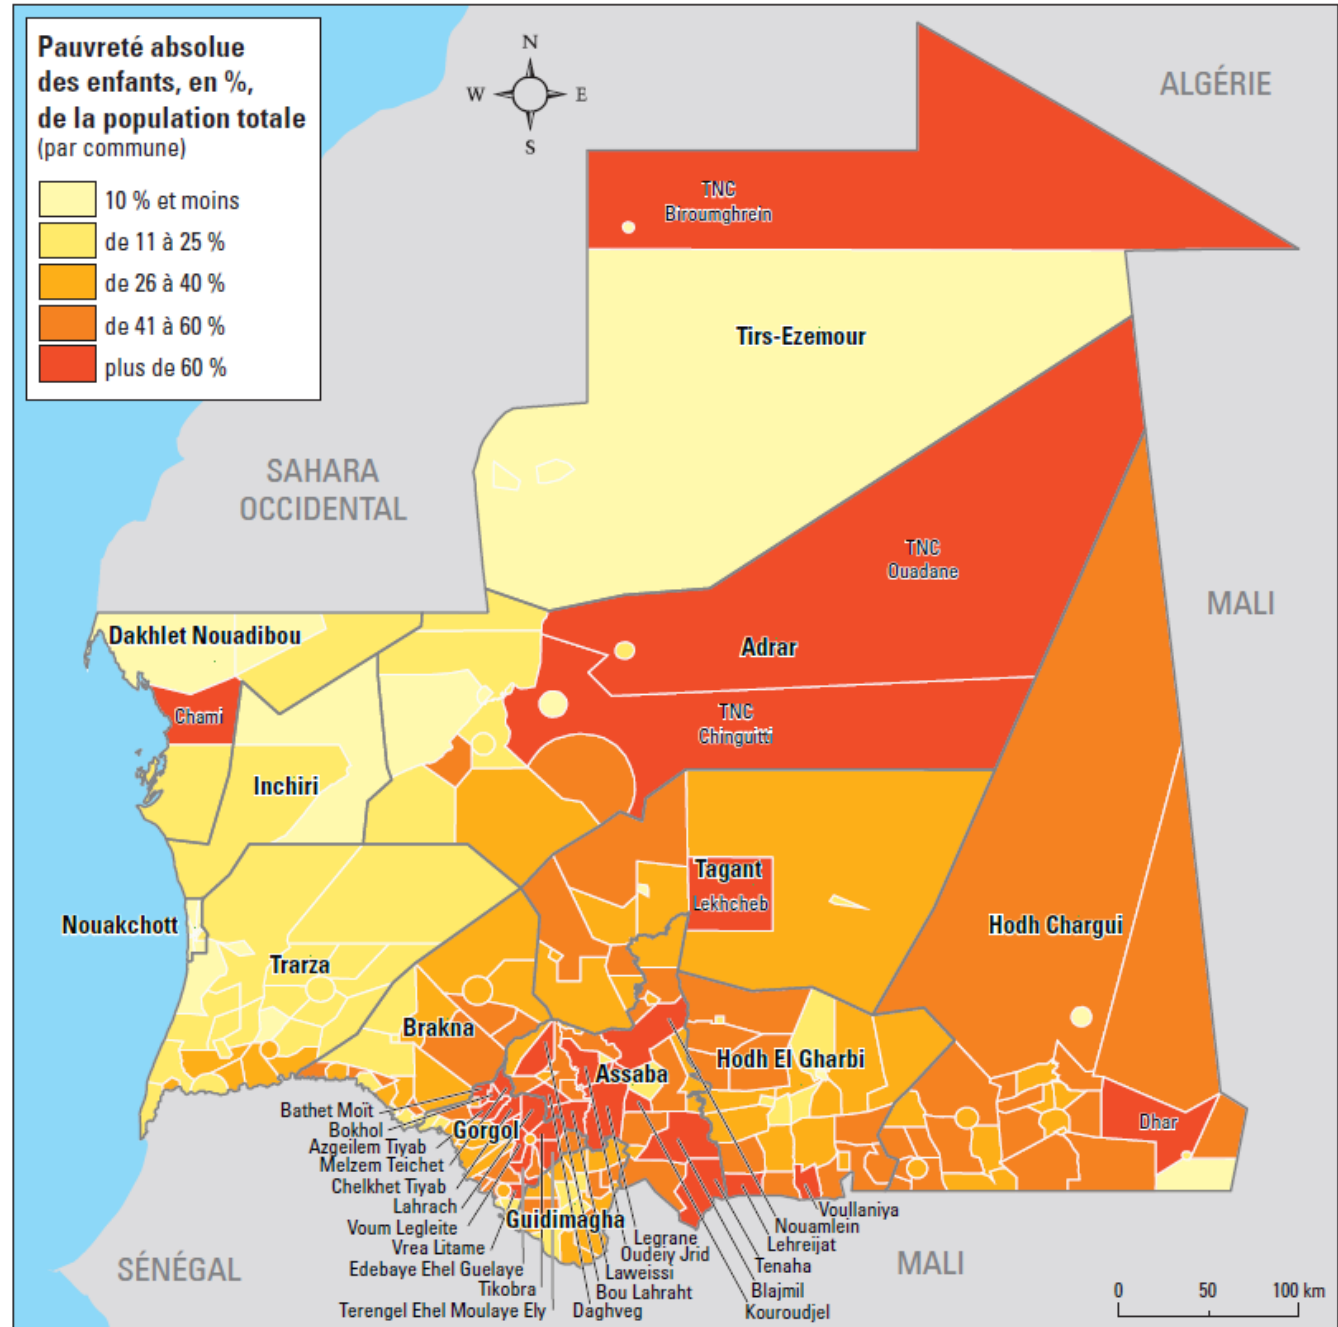 Pauvreté absolue
des enfants, en %,
de la population totale
(par commune)
10 % et moins
de 11 à 25 %
de 26 à 40 %
de 41 à 60 %
plus de 60 %
N
W
E
S
ALGÉRIE
TNC
Biroumghrein
Tirs-Ezemour
SAHARA
OCCIDENTAL
TNC
Ouadane
MALI
Dakhlet Nouadibou
Adrar
Chami
TNC
Chinguitti
Inchiri
Tagant
Lekhcheb
Nouakchott
Hodh Chargui
Trarza
Brakna
Hodh El Gharbi
Assaba
Bathet Moït
Bokhol
Gorgol
Dhar
Azgeilem Tiyab
Melzem Teichet
Chelkhet Tiyab
Lahrach
Voum Legleite
Guidimagha
Voullaniya
Nouamlein
Vrea Litame
Legrane
Lehreijat
Edebaye Ehel Guelaye
Oudeiy Jrid
Tenaha
SÉNÉGAL
Laweissi
MALI
Tikobra
Bou Lahraht
Blajmil
Terengel Ehel Moulaye Ely
Daghveg
Kouroudjel
0 50 100 km